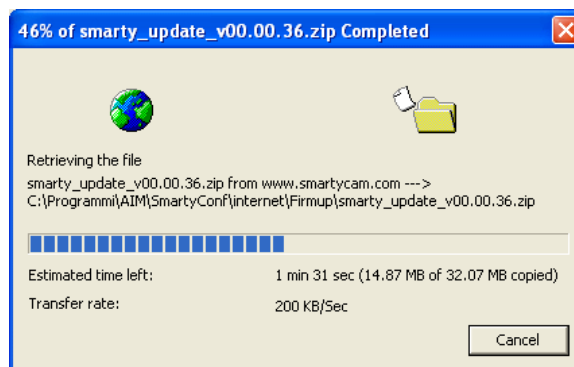 46% of smarty_update_v00.00.36.zip Completed
Retrieving the file
smarty_update_v00.00.36.zip from www.smartycam.com --->
C:\Programmi\AIM\SmartyConf\internet\Firmup\smarty_update_v00.00.36.zip
Estimated time left: 1 min 31 sec (14.87 MB of 32.07 MB copied)
Transfer rate: 200 KB/Sec
Cancel